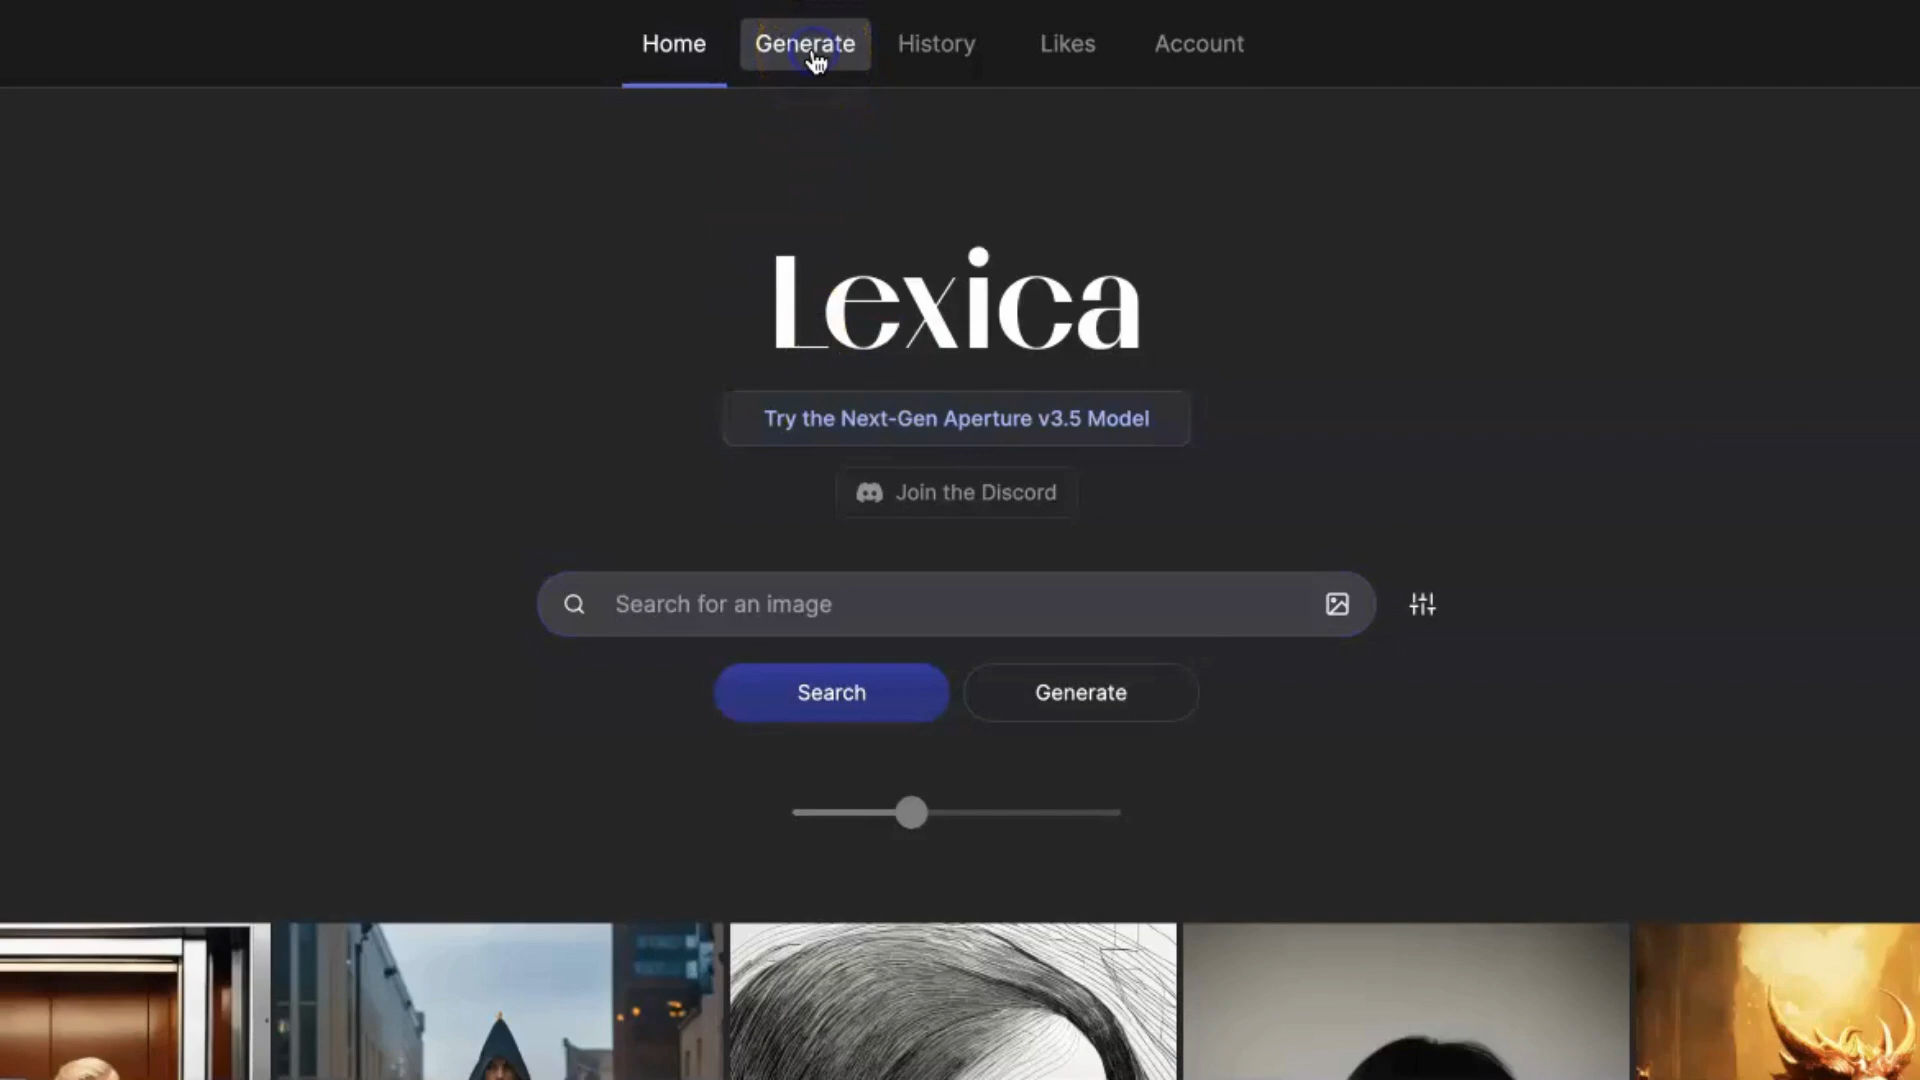 Home Generate History Likes Account
Lexica
Try the Next-Gen Aperture v3.5 Model
Join the Discord
Search for an image
Search Generate